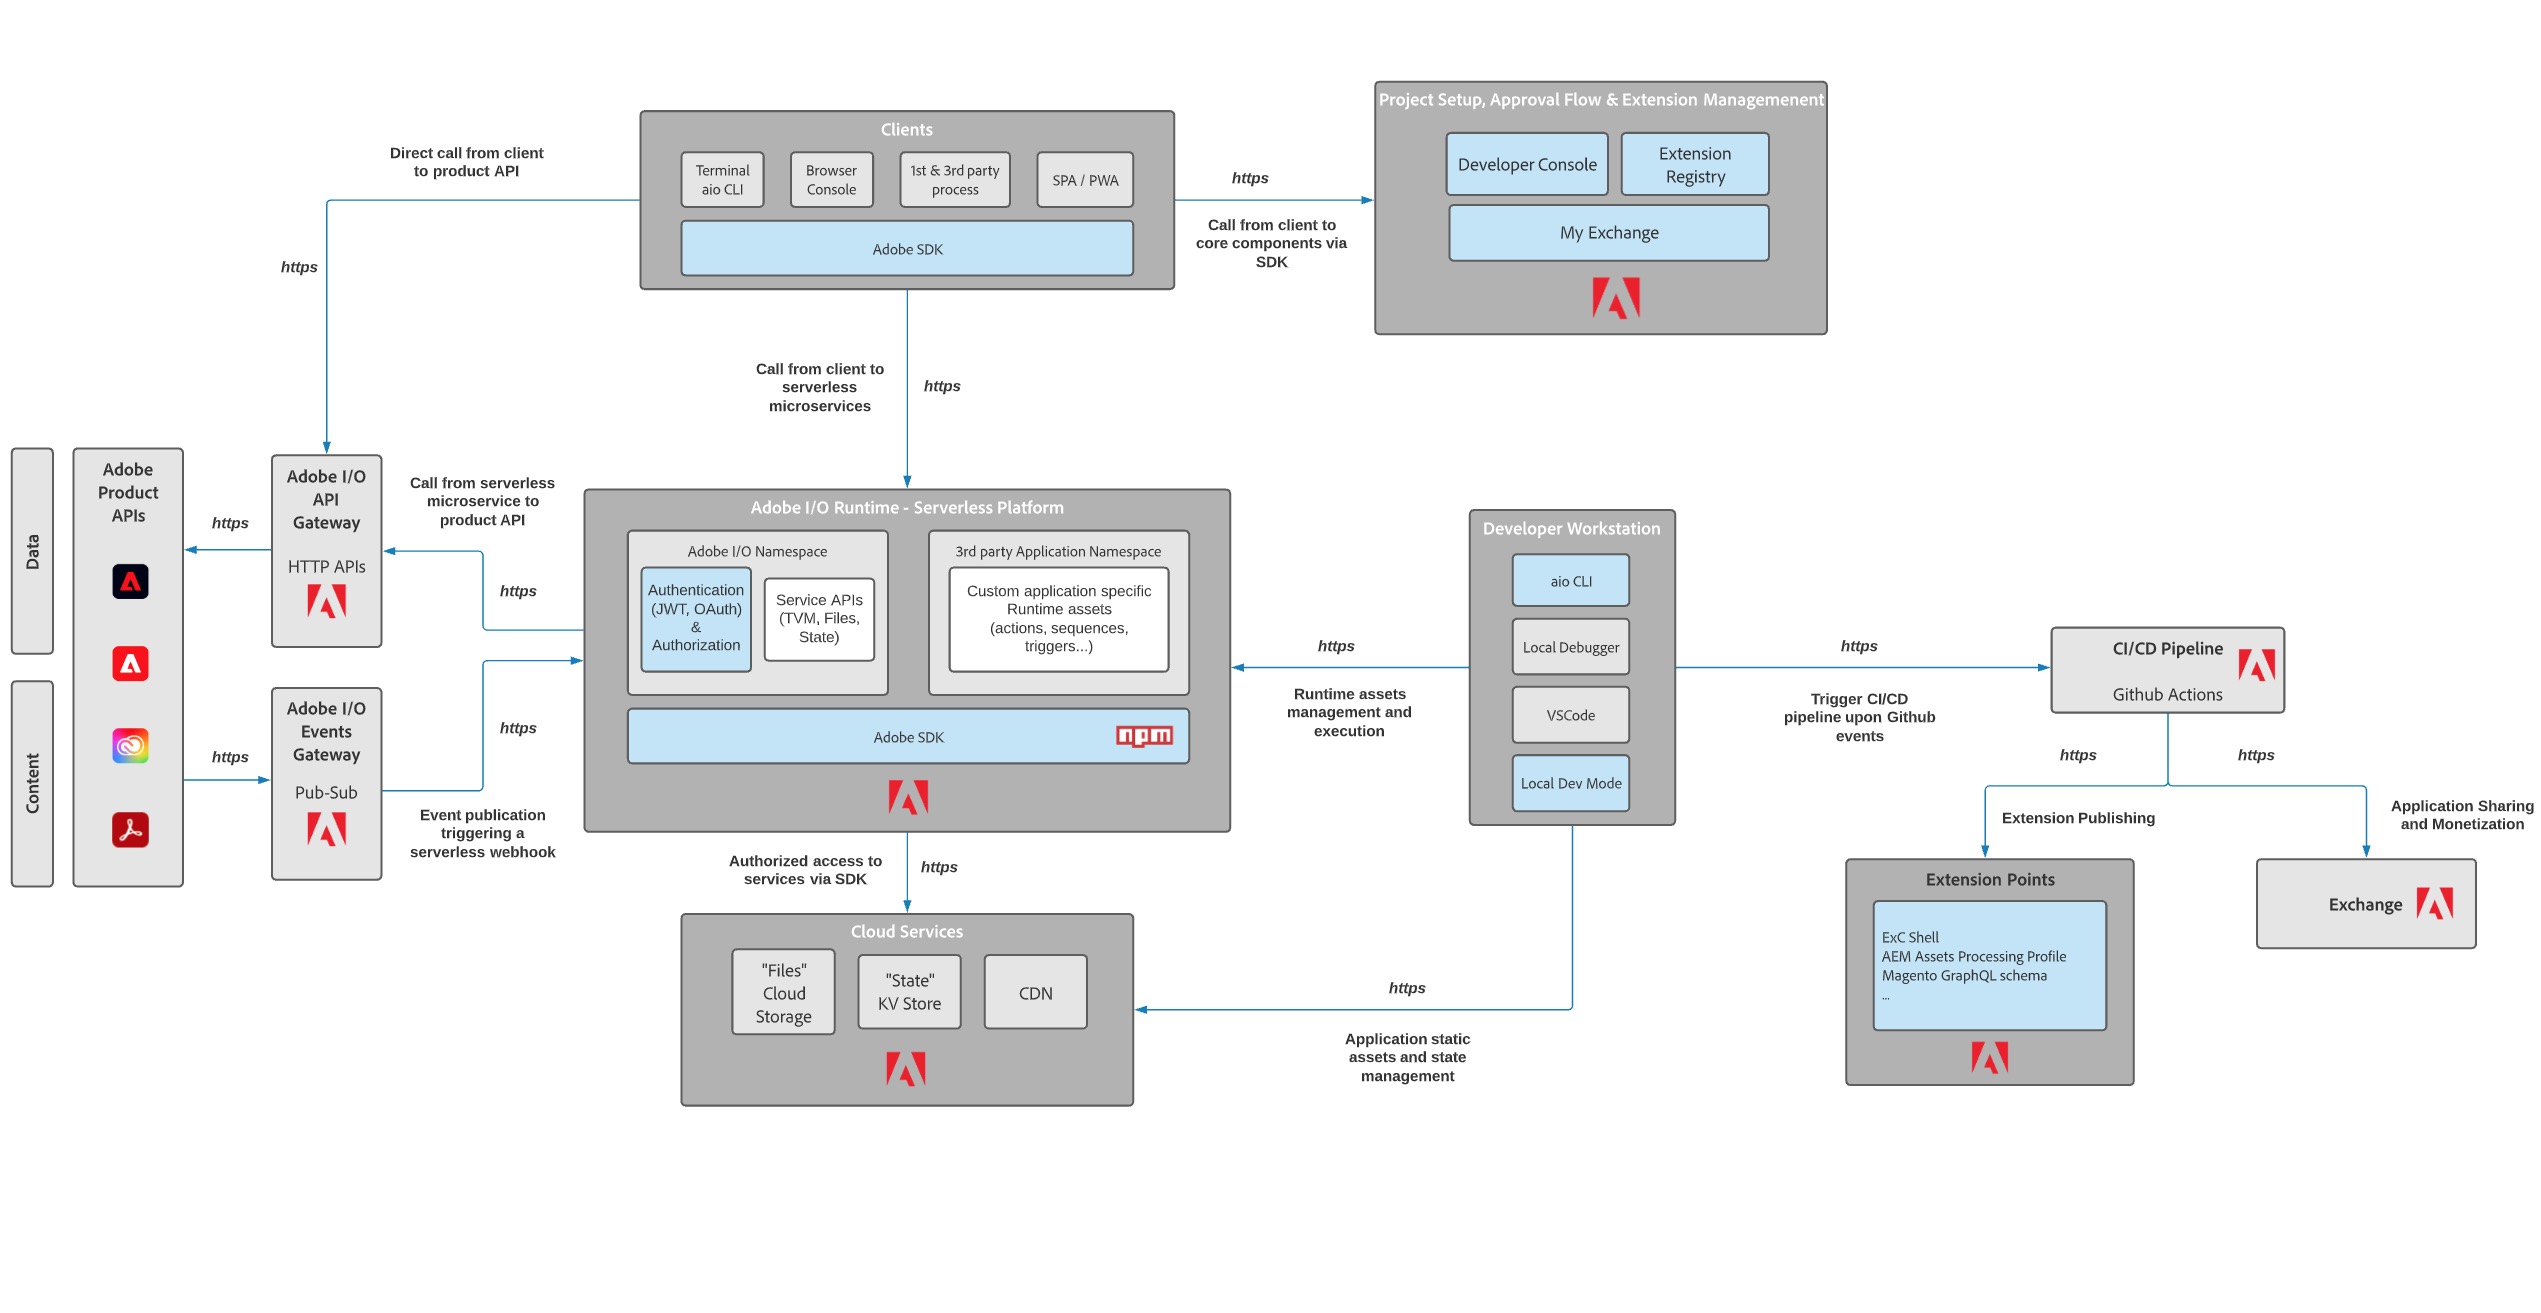 Project Setup, Approval Flow & Extension Managemenent
Developer Console
Extension
Registry
My Exchange
Clients
Terminal
aio CLI
Browser
Console
1st & 3rd party
process
SPA / PWA
Adobe SDK
Direct call from client
to product API
https
https
Call from client to
core components via
SDK
Call from client to
serverless
microservices
https
Data
Content
Adobe
Product
APIs
https
https
Adobe I/O
API
Gateway
HTTP APIs
Adobe I/O
Events
Gateway
Pub-Sub
Call from serverless
microservice to
product API
https
https
Event publication
triggering a
serverless webhook
Adobe I/O Runtime - Serverless Platform
Adobe I/O Namespace
Authentication
(JWT, OAuth)
&
Authorization
Service APIs
(TVM, Files,
State)
3rd party Application Namespace
Custom application specific
Runtime assets
(actions, sequences,
triggers...)
Adobe SDK
npm
Authorized access to
services via SDK
https
Cloud Services
"Files"
Cloud
Storage
"State"
KV Store
CDN
https
Runtime assets
management and
execution
Developer Workstation
aio CLI
Local Debugger
VSCode
Local Dev Mode
https
Application static
assets and state
management
https
Trigger CI/CD
pipeline upon Github
events
CI/CD Pipeline
Github Actions
https
https
Extension Publishing
Application Sharing
and Monetization
Extension Points
ExC Shell
AEM Assets Processing Profile
Magento GraphQL schema
...
Exchange